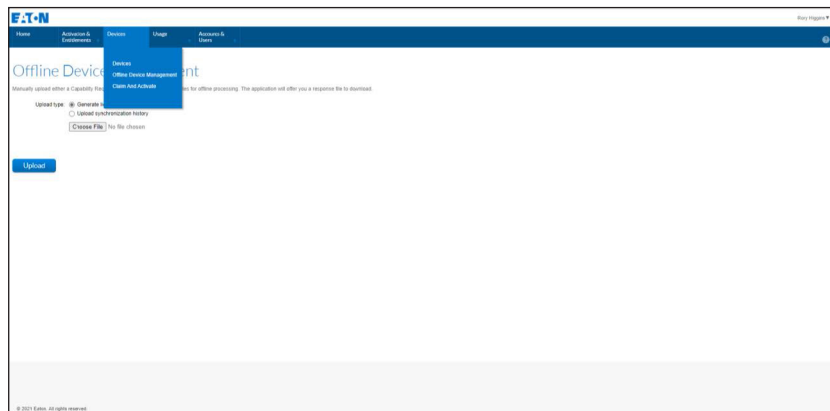 EATON
Rory Higgins
Home Activation & Entitlements Devices Usage Accounts & Users
Devices
Offline Device Management
Claim And Activate
Offline Device ent
Manually upload either a Capability Req es for offline processing. The application will offer you a response file to download.
Upload type: Generate
Upload synchronization history
Choose File No file chosen
Upload
© 2021 Eaton. All rights reserved.